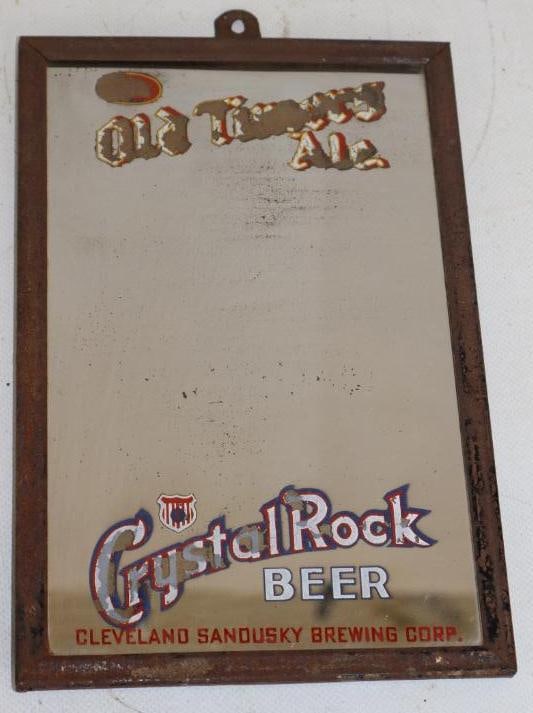 Old Timers
Ale
Crystal Rock
BEER
CLEVELAND SANDUSKY BREWING CORP.